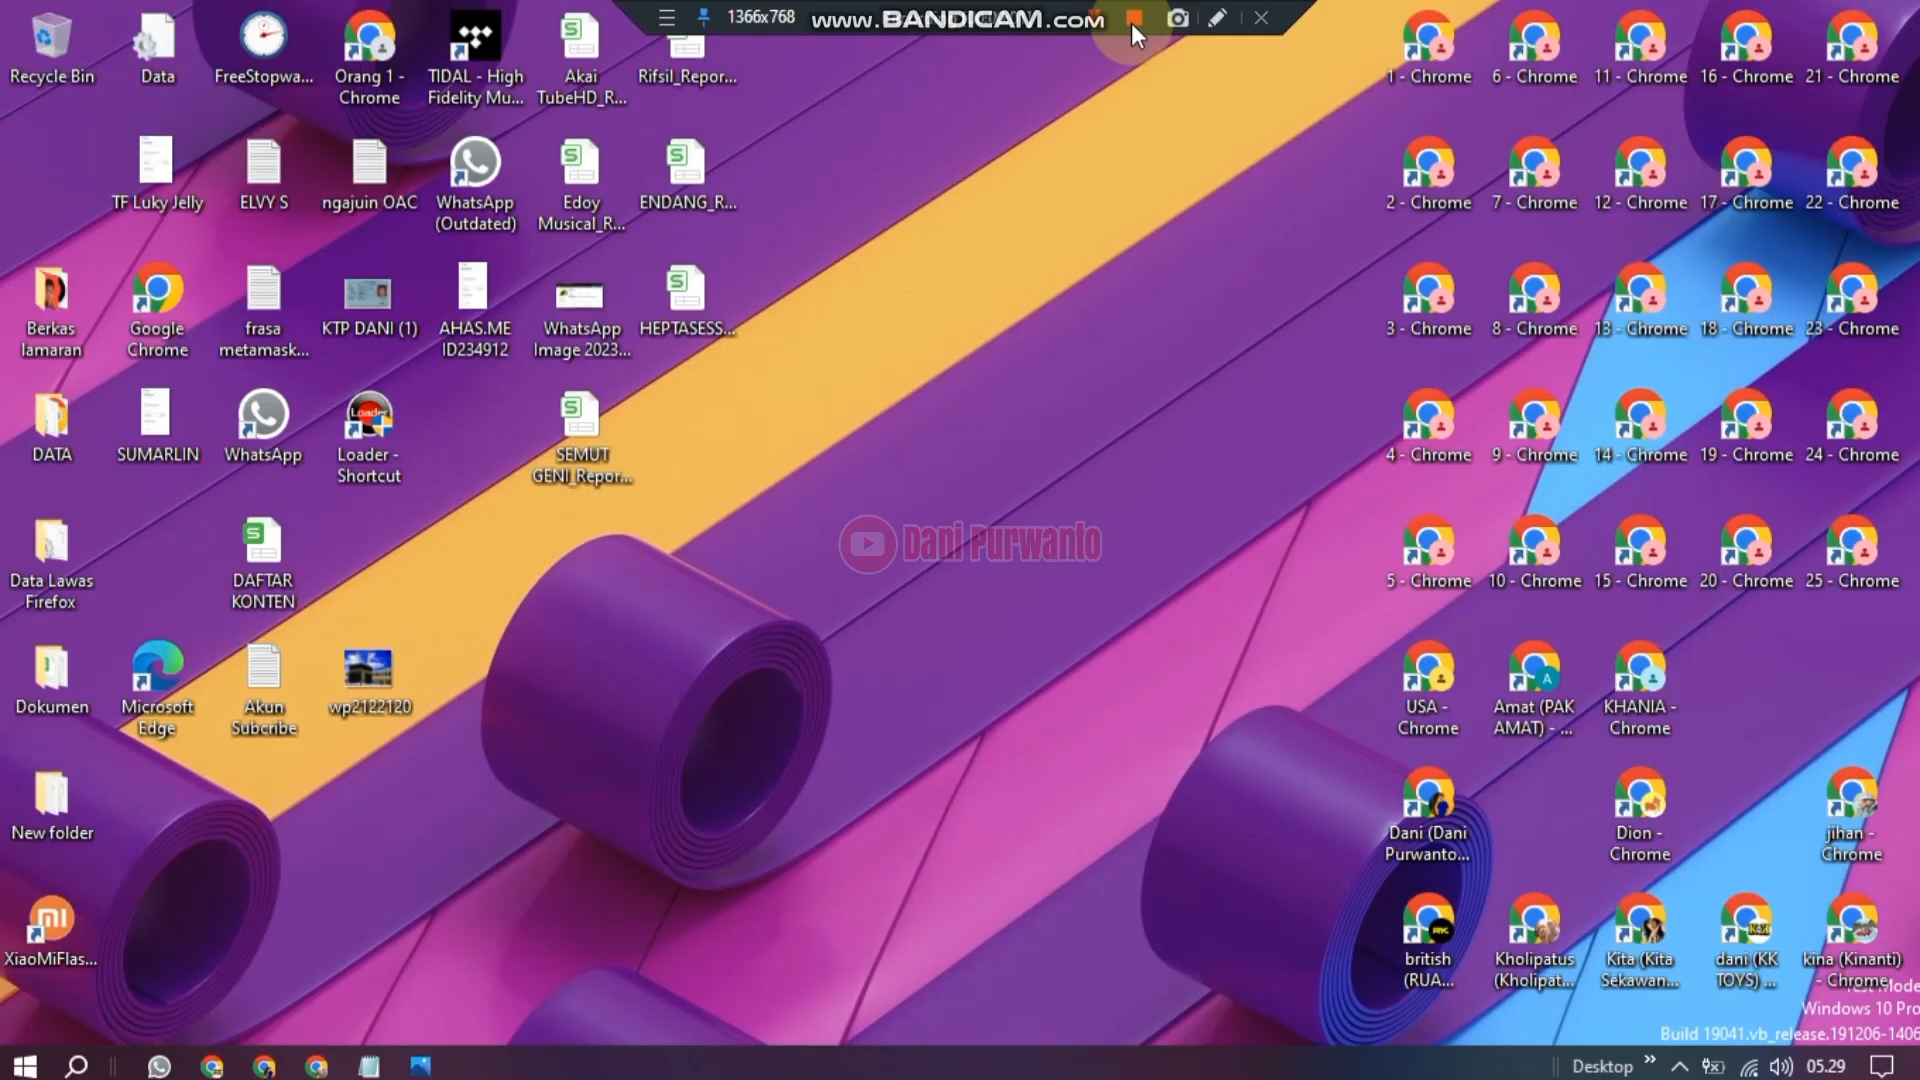 1366x768
www.BANDICAM.com
Recycle Bin
Data
FreeStopwa...
Orang 1 -
Chrome
TIDAL - High
Fidelity Mu...
Akai
TubeHD_R...
Rifsil_Repor...
1 - Chrome
6 - Chrome
11 - Chrome
16 - Chrome
21 - Chrome
TF Luky Jelly
ELVY S
ngajuin OAC
WhatsApp
(Outdated)
Edoy
Musical_R...
ENDANG_R...
2 - Chrome
7 - Chrome
12 - Chrome
17 - Chrome
22 - Chrome
Berkas
lamaran
Google
Chrome
frasa
metamask...
KTP DANI (1)
AHAS.ME
ID234912
WhatsApp
Image 2023...
HEPTASESS...
3 - Chrome
8 - Chrome
13 - Chrome
18 - Chrome
23 - Chrome
DATA
SUMARLIN
WhatsApp
Loader
Loader -
Shortcut
SEMUT
GENI_Repor...
4 - Chrome
9 - Chrome
14 - Chrome
19 - Chrome
24 - Chrome
Dani Purwanto
Data Lawas
Firefox
DAFTAR
KONTEN
5 - Chrome
10 - Chrome
15 - Chrome
20 - Chrome
25 - Chrome
Dokumen
Microsoft
Edge
Akun
Subcribe
wp2122120
USA -
Chrome
Amat (PAK
AMAT) - ...
KHANIA -
Chrome
New folder
Dani (Dani
Purwanto...
Dion -
Chrome
jihan -
Chrome
XiaoMiFlas...
british
(RUA...
Kholipatus
(Kholipat...
Kita (Kita
Sekawan...
dani (KK
TOYS) ...
kina (Kinanti)
- Chrome
Test Mode
Windows 10 Pro
Build 19041.vb_release.191206-1406
Desktop
05.29